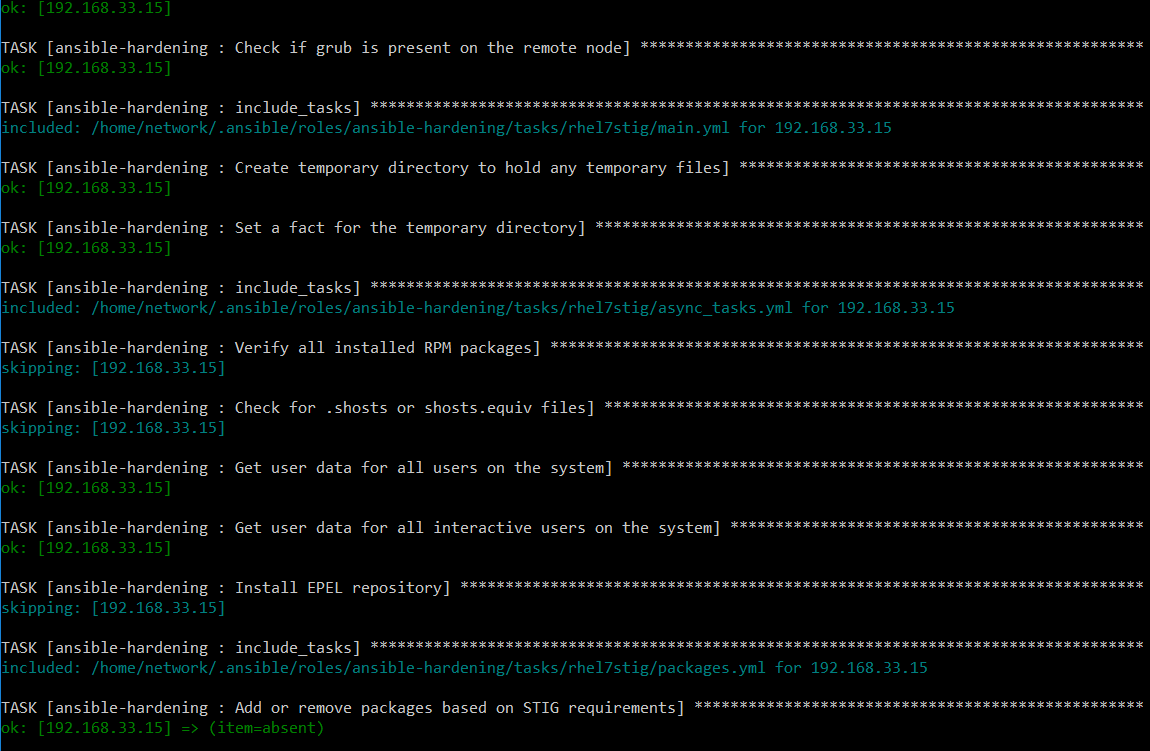 ok: [192.168.33.15]
TASK [ansible-hardening : Check if grub is present on the remote node] ********************************************************
ok: [192.168.33.15]
TASK [ansible-hardening : include_tasks] **************************************************************************************
included: /home/network/.ansible/roles/ansible-hardening/tasks/rhel7stig/main.yml for 192.168.33.15
TASK [ansible-hardening : Create temporary directory to hold any temporary files] *********************************************
ok: [192.168.33.15]
TASK [ansible-hardening : Set a fact for the temporary directory] *************************************************************
ok: [192.168.33.15]
TASK [ansible-hardening : include_tasks] **************************************************************************************
included: /home/network/.ansible/roles/ansible-hardening/tasks/rhel7stig/async_tasks.yml for 192.168.33.15
TASK [ansible-hardening : Verify all installed RPM packages] ******************************************************************
skipping: [192.168.33.15]
TASK [ansible-hardening : Check for .shosts or shosts.equiv files] ************************************************************
skipping: [192.168.33.15]
TASK [ansible-hardening : Get user data for all users on the system] **********************************************************
ok: [192.168.33.15]
TASK [ansible-hardening : Get user data for all interactive users on the system] **********************************************
ok: [192.168.33.15]
TASK [ansible-hardening : Install EPEL repository] ****************************************************************************
skipping: [192.168.33.15]
TASK [ansible-hardening : include_tasks] **************************************************************************************
included: /home/network/.ansible/roles/ansible-hardening/tasks/rhel7stig/packages.yml for 192.168.33.15
TASK [ansible-hardening : Add or remove packages based on STIG requirements] **************************************************
ok: [192.168.33.15] => (item=absent)